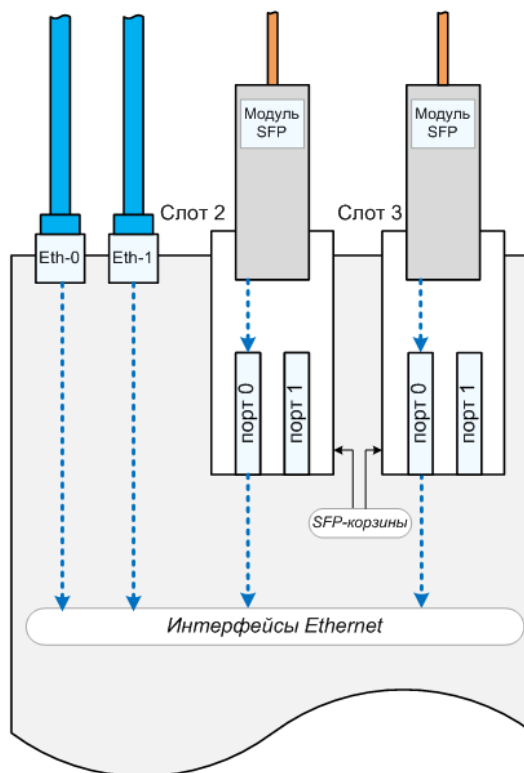 Модуль
SFP
Модуль
SFP
Слот 2
Слот 3
Eth-0
Eth-1
порт 0
порт 1
порт 0
порт 1
SFP-корзины
Интерфейсы Ethernet